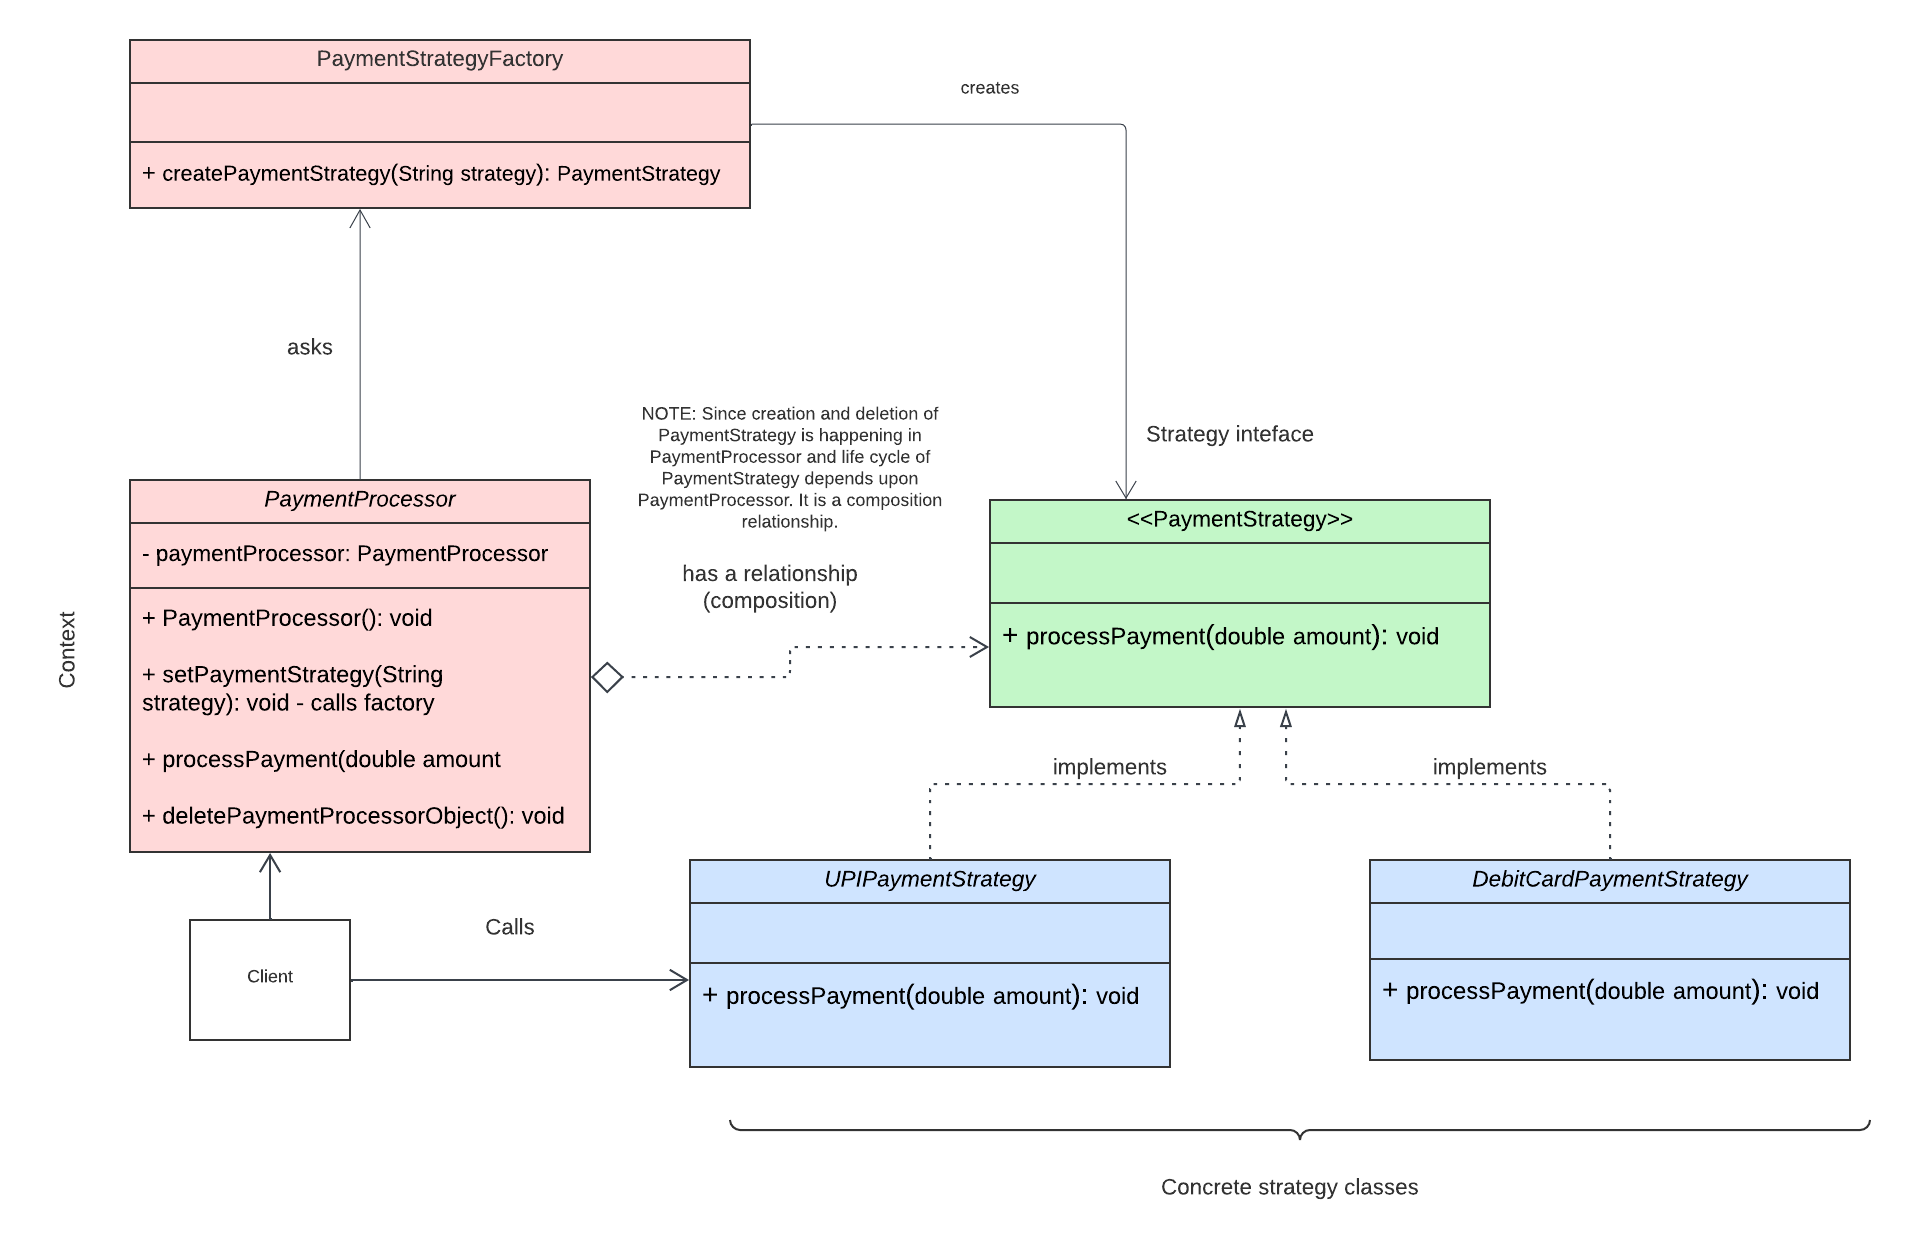 PaymentStrategyFactory
+ createPaymentStrategy(String strategy): PaymentStrategy
creates
asks
NOTE: Since creation and deletion of
PaymentStrategy is happening in
PaymentProcessor and life cycle of
PaymentStrategy depends upon
PaymentProcessor. It is a composition
relationship.
Strategy inteface
Context
PaymentProcessor
- paymentProcessor: PaymentProcessor
+ PaymentProcessor(): void
+ setPaymentStrategy(String
strategy): void - calls factory
+ processPayment(double amount
+ deletePaymentProcessorObject(): void
has a relationship
(composition)
<<PaymentStrategy>>
+ processPayment(double amount): void
implements
implements
Client
Calls
UPIPaymentStrategy
+ processPayment(double amount): void
DebitCardPaymentStrategy
+ processPayment(double amount): void
Concrete strategy classes